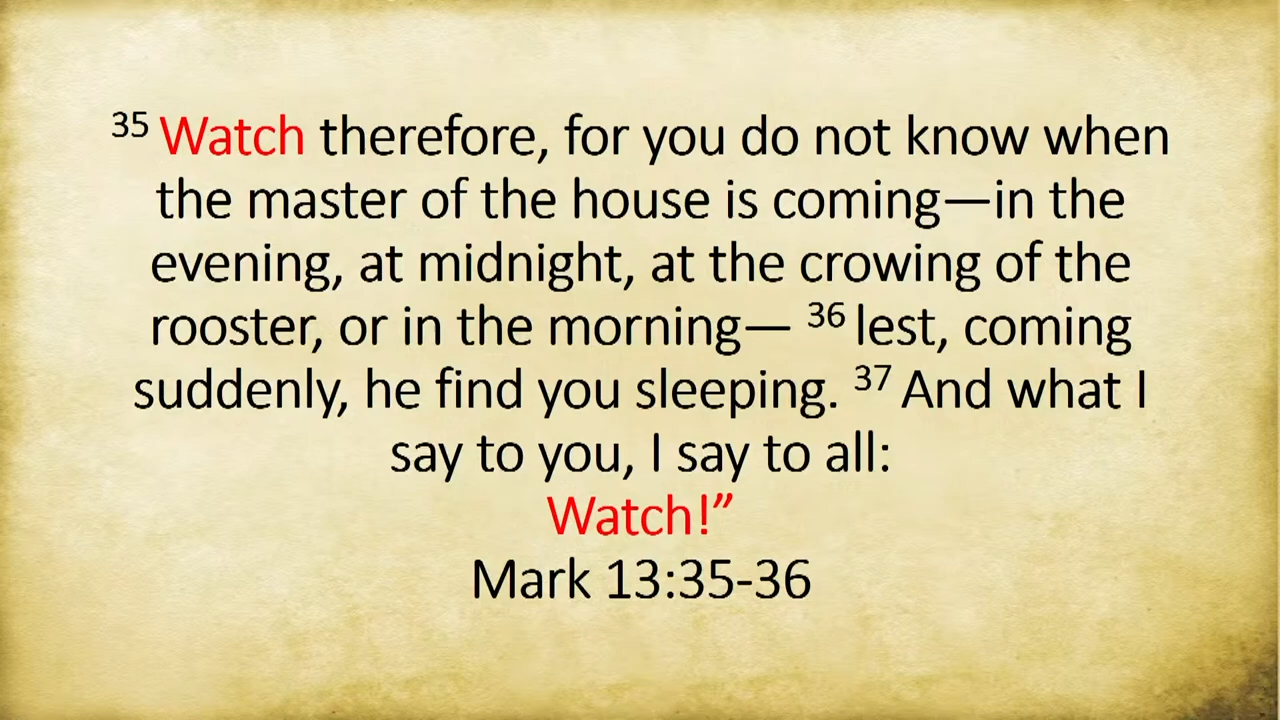 35 Watch therefore, for you do not know when
the master of the house is coming—in the
evening, at midnight, at the crowing of the
rooster, or in the morning— 36 lest, coming
suddenly, he find you sleeping. 37 And what I
say to you, I say to all:
Watch!”
Mark 13:35-36